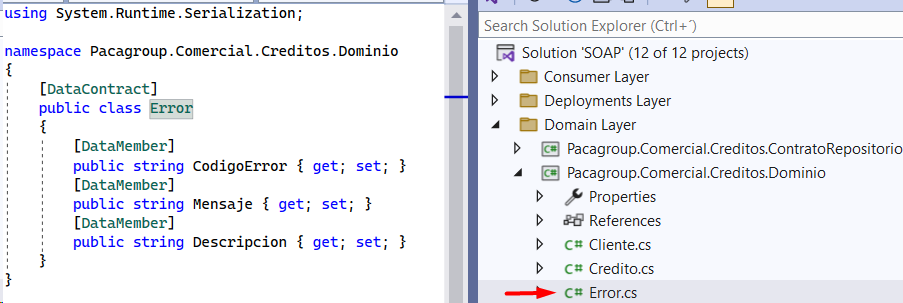 using System.Runtime.Serialization;
namespace Pacagroup.Comercial.Creditos.Dominio
{
[DataContract]
public class Error
{
[DataMember]
public string CodigoError { get; set; }
[DataMember]
public string Mensaje { get; set; }
[DataMember]
public string Descripcion { get; set; }
}
}
Search Solution Explorer (Ctrl+´)
Solution 'SOAP' (12 of 12 projects)
Consumer Layer
Deployments Layer
Domain Layer
C# Pacagroup.Comercial.Creditos.ContratoRepositorio
C# Pacagroup.Comercial.Creditos.Dominio
Properties
References
C# Cliente.cs
C# Credito.cs
C# Error.cs